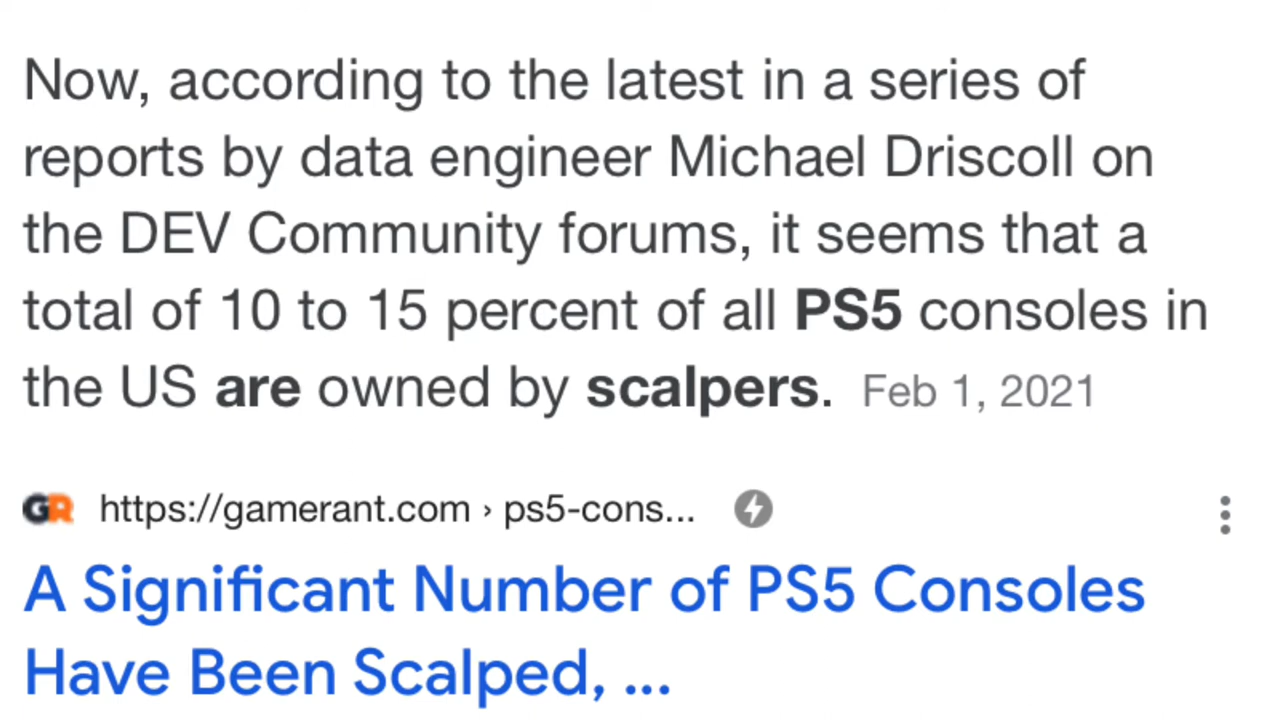 Now, according to the latest in a series of
reports by data engineer Michael Driscoll on
the DEV Community forums, it seems that a
total of 10 to 15 percent of all PS5 consoles in
the US are owned by scalpers. Feb 1, 2021
GR https://gamerant.com › ps5-cons...
A Significant Number of PS5 Consoles
Have Been Scalped, ...